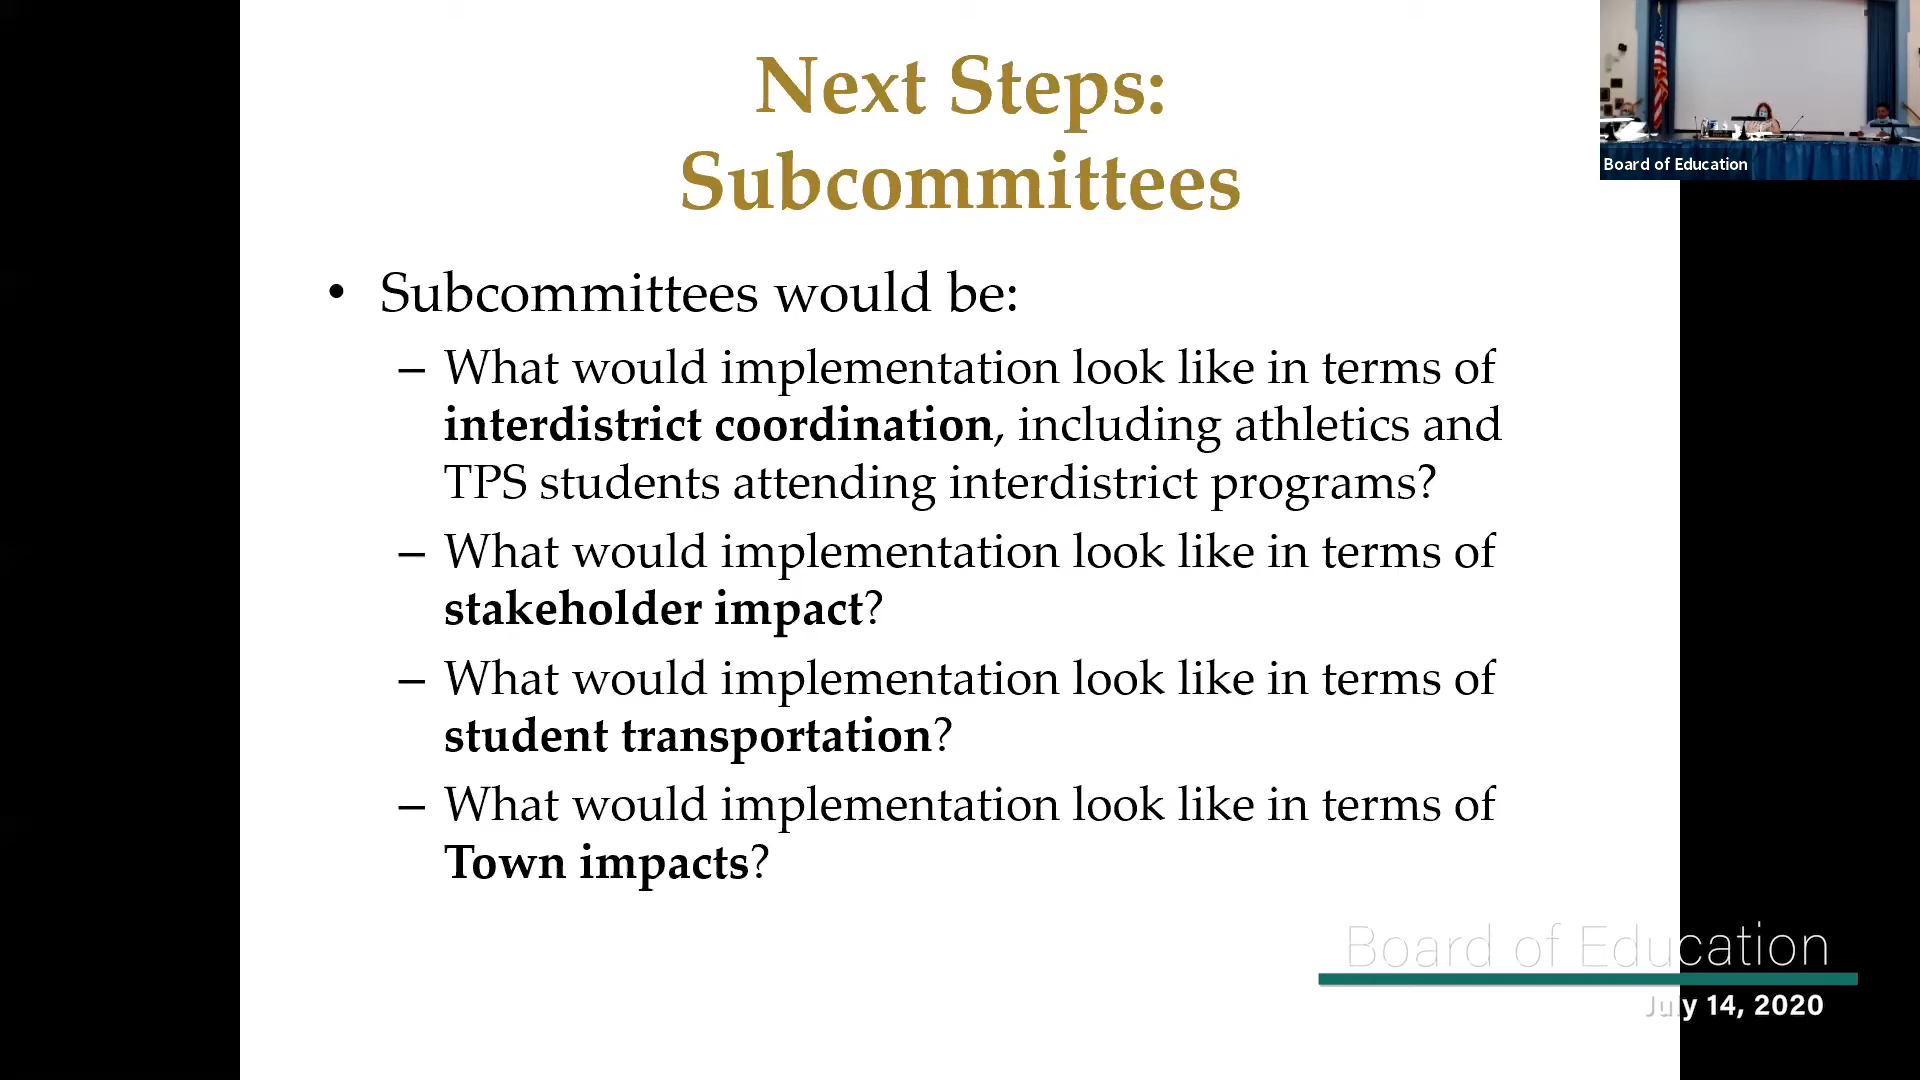 Next Steps:
Subcommittees
• Subcommittees would be:
– What would implementation look like in terms of
interdistrict coordination, including athletics and
TPS students attending interdistrict programs?
– What would implementation look like in terms of
stakeholder impact?
– What would implementation look like in terms of
student transportation?
– What would implementation look like in terms of
Town impacts?
Board of Education
Board of Education
July 14, 2020